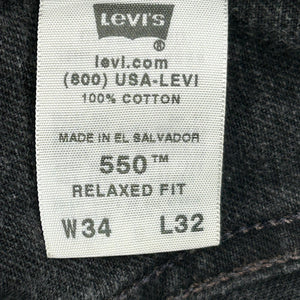 LEVI'S
®
levi.com
(800) USA-LEVI
100% COTTON
MADE IN EL SALVADOR
550™
RELAXED FIT
W34 L32